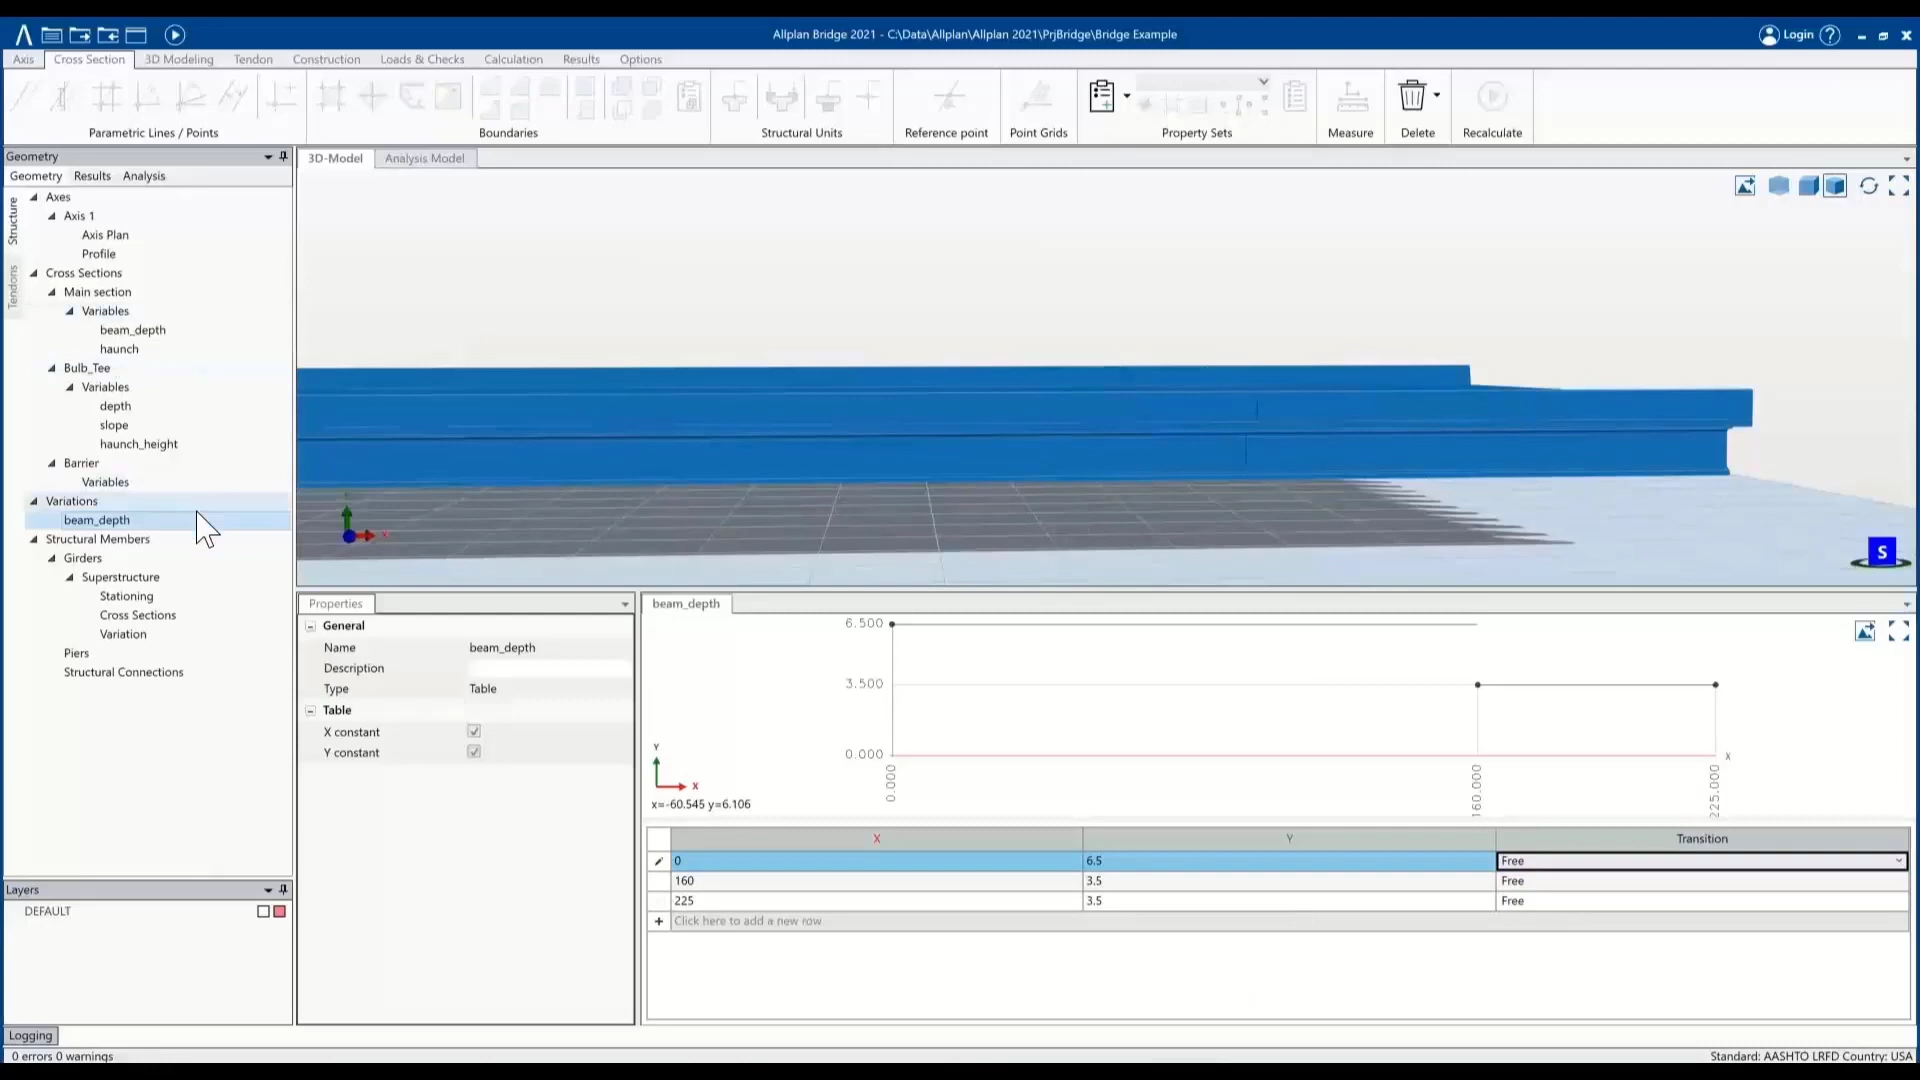 Allplan Bridge 2021 - C:\Data\Allplan\Allplan 2021\PrjBridge\Bridge Example
Login
Axis Cross Section 3D Modeling Tendon Construction Loads & Checks Calculation Results Options
Parametric Lines / Points Boundaries Structural Units Reference point Point Grids Property Sets Measure Delete Recalculate
Geometry
Geometry Results Analysis
Structure
Tendons
Axes
Axis 1
Axis Plan
Profile
Cross Sections
Main section
Variables
beam_depth
haunch
Bulb_Tee
Variables
depth
slope
haunch_height
Barrier
Variables
Variations
beam_depth
Structural Members
Girders
Superstructure
Stationing
Cross Sections
Variation
Piers
Structural Connections
Layers
DEFAULT
3D-Model Analysis Model
x
S
Properties
General
Name beam_depth
Description
Type Table
Table
X constant
Y constant
beam_depth
6.500
3.500
0.000
0.000
160.000
225.000
X
Y
X
x=-60.545 y=6.106
X Y Transition
0 6.5 Free
160 3.5 Free
225 3.5 Free
Click here to add a new row
Logging
0 errors 0 warnings
Standard: AASHTO LRFD Country: USA